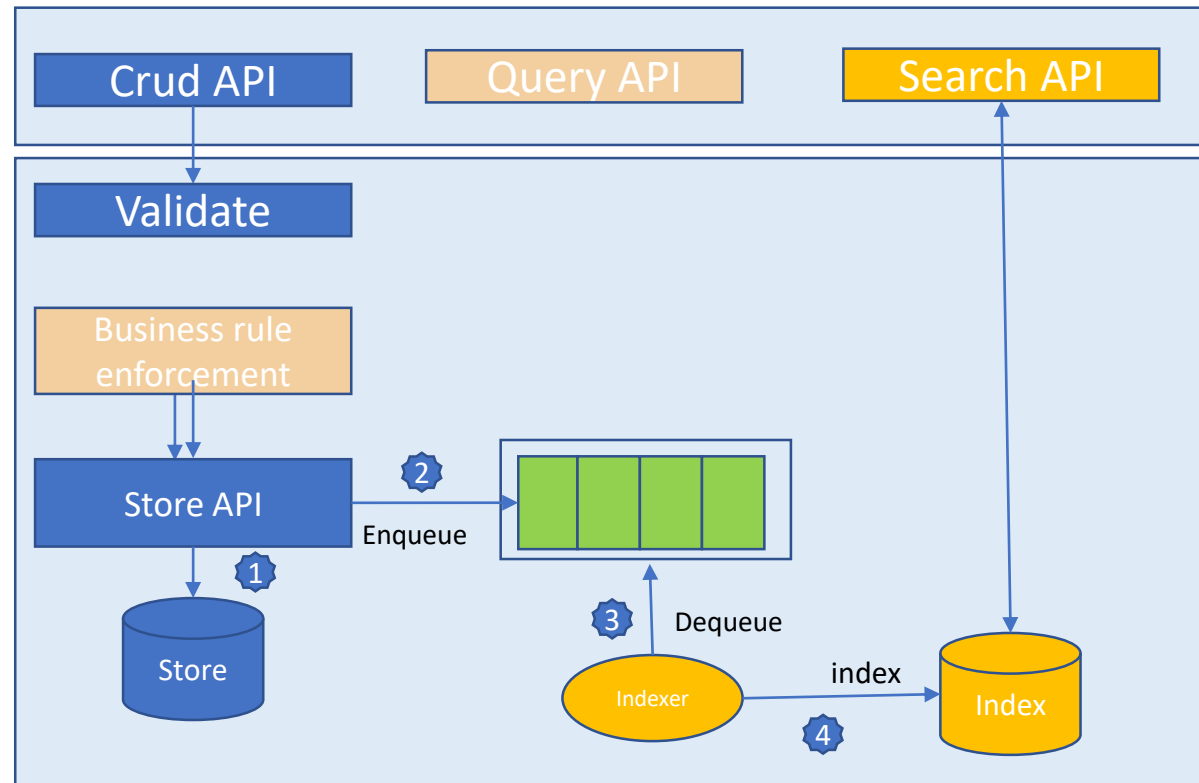 Crud API
Query API
Search API
Validate
Business rule
enforcement
Store API
2
Enqueue
1
Store
3
Dequeue
Indexer
index
4
Index